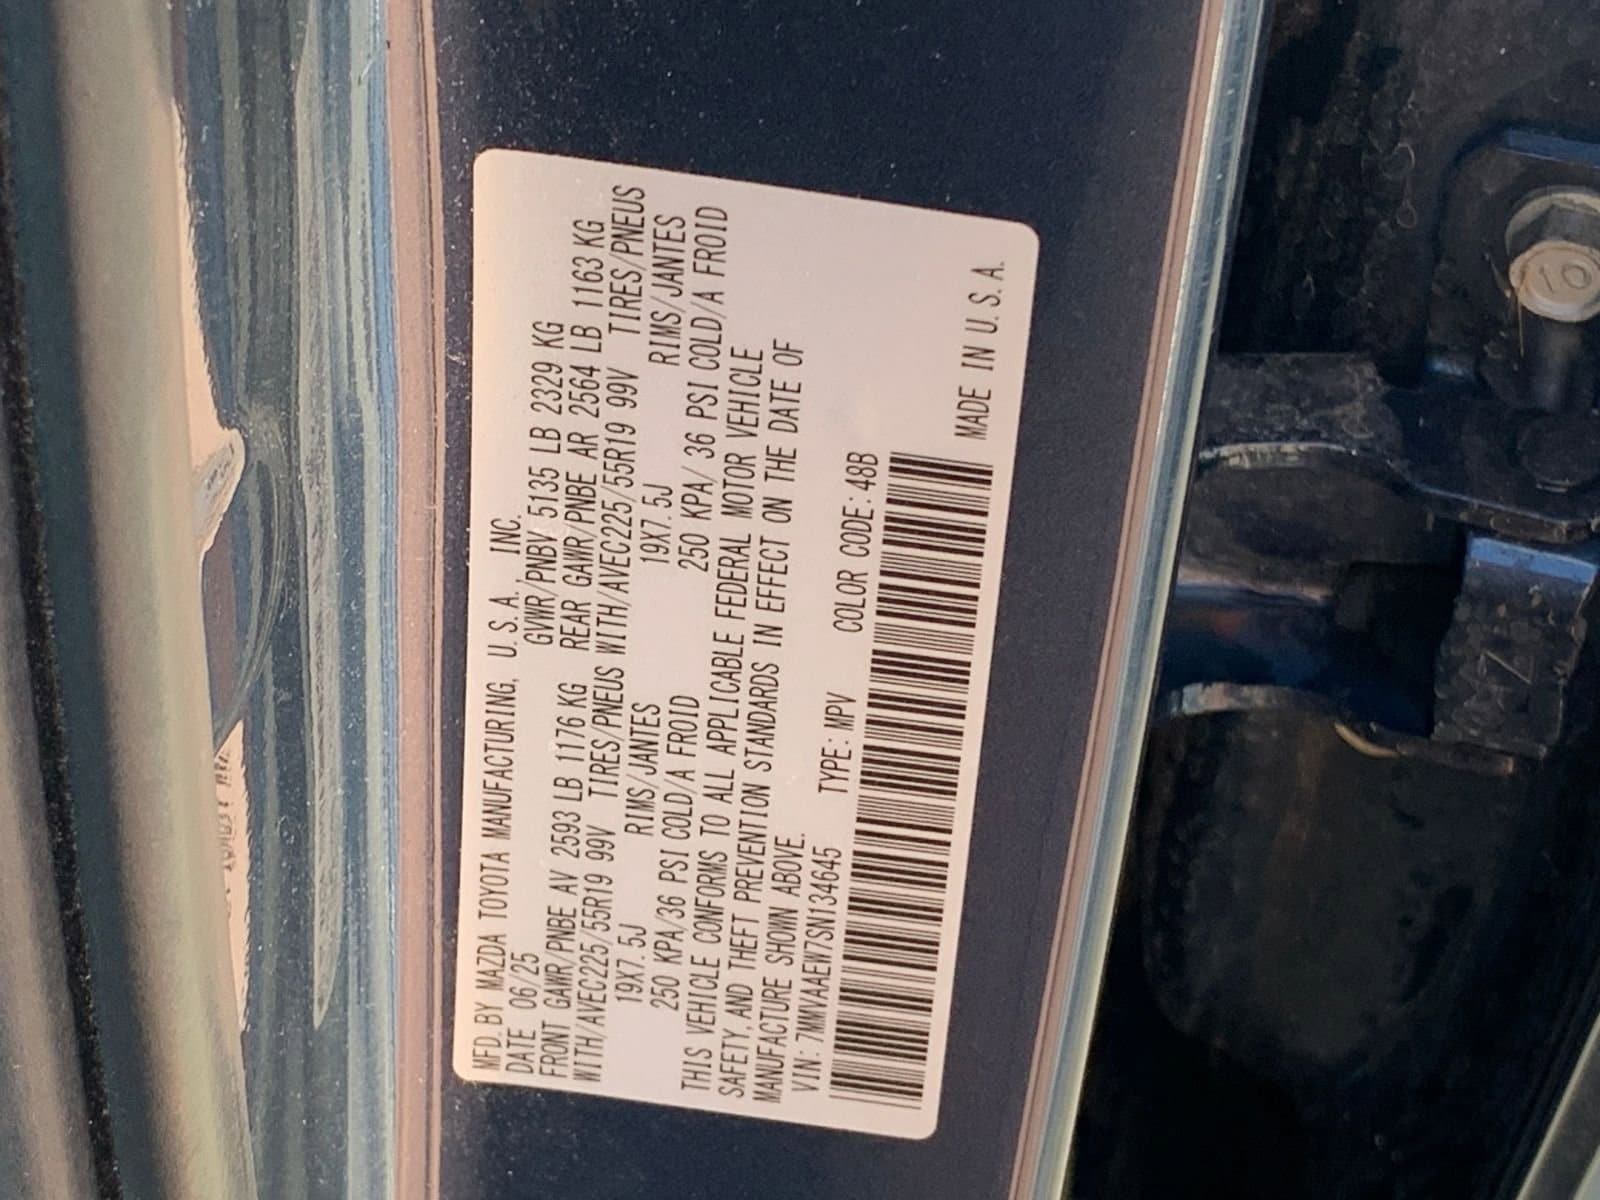 MFD. BY MAZDA TOYOTA MANUFACTURING, U. S. A., INC.
DATE 06/25 GVWR/PNBV 5135 LB 2329 KG
FRONT GAWR/PNBE AV 2593 LB 1176 KG REAR GAWR/PNBE AR 2564 LB 1163 KG
WITH/AVEC225/55R19 99V TIRES/PNEUS WITH/AVEC225/55R19 99V TIRES/PNEUS
19X7.5J RIMS/JANTES 19X7.5J RIMS/JANTES
250 KPA/36 PSI COLD/A FROID 250 KPA/ 36 PSI COLD/A FROID
THIS VEHICLE CONFORMS TO ALL APPLICABLE FEDERAL MOTOR VEHICLE
SAFETY, AND THEFT PREVENTION STANDARDS IN EFFECT ON THE DATE OF
MANUFACTURE SHOWN ABOVE.
VIN: 7MMVAAEW7SN134645 TYPE: MPV COLOR CODE: 48B
MADE IN U. S. A.
10